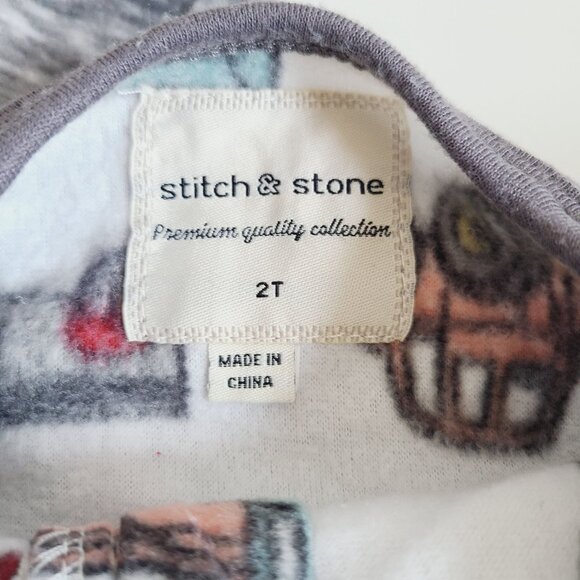 stitch & stone
Premium quality collection
2T
MADE IN
CHINA